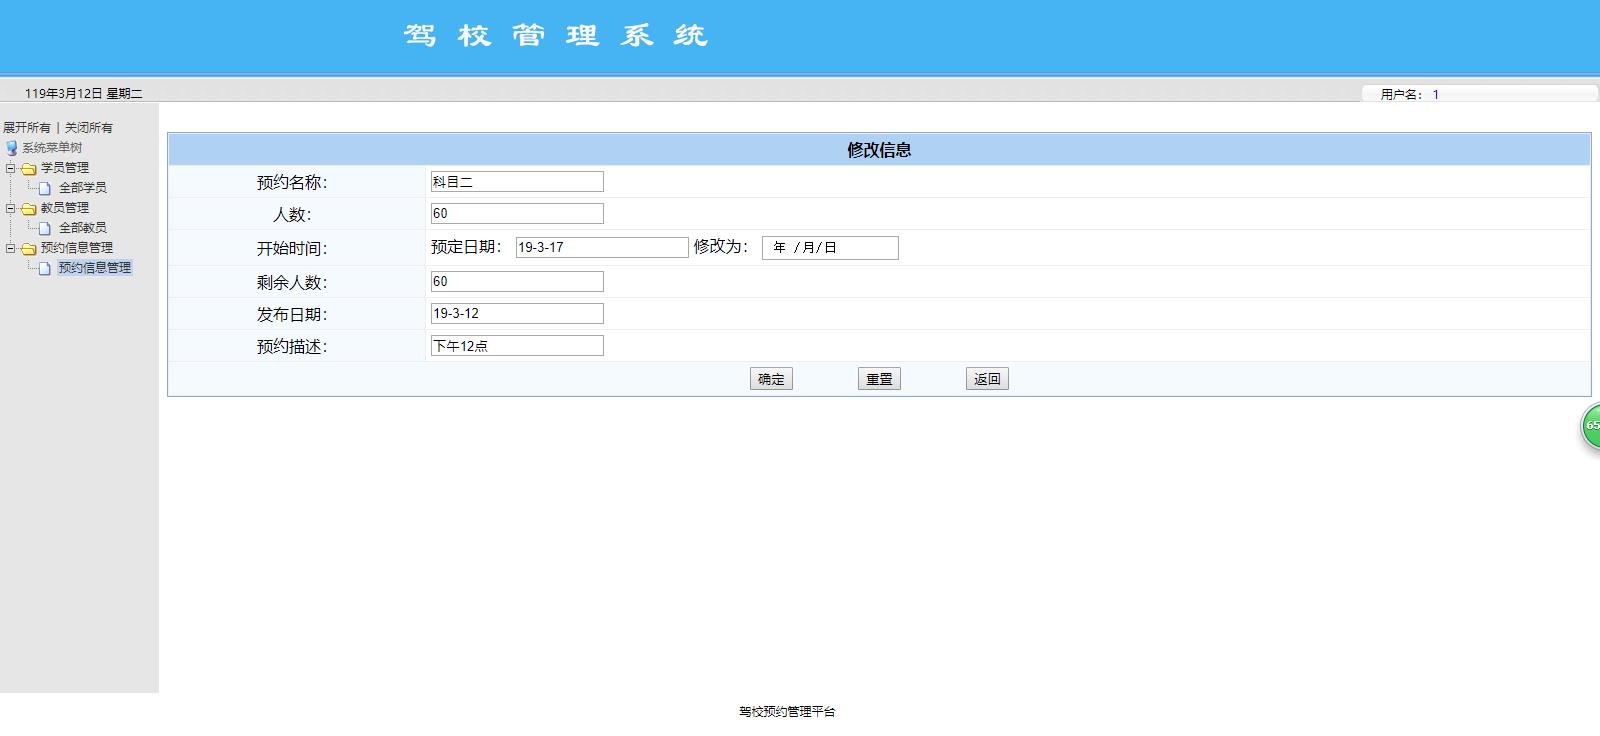 驾校管理系统
119年3月12日 星期二
用户名： 1
展开所有 | 关闭所有
系统菜单树
学员管理
全部学员
教员管理
全部教员
预约信息管理
预约信息管理
修改信息
预约名称： 科目二
人数： 60
开始时间： 预定日期： 19-3-17 修改为： 年 /月/日
剩余人数： 60
发布日期： 19-3-12
预约描述： 下午12点
确定 重置 返回
65
驾校预约管理平台